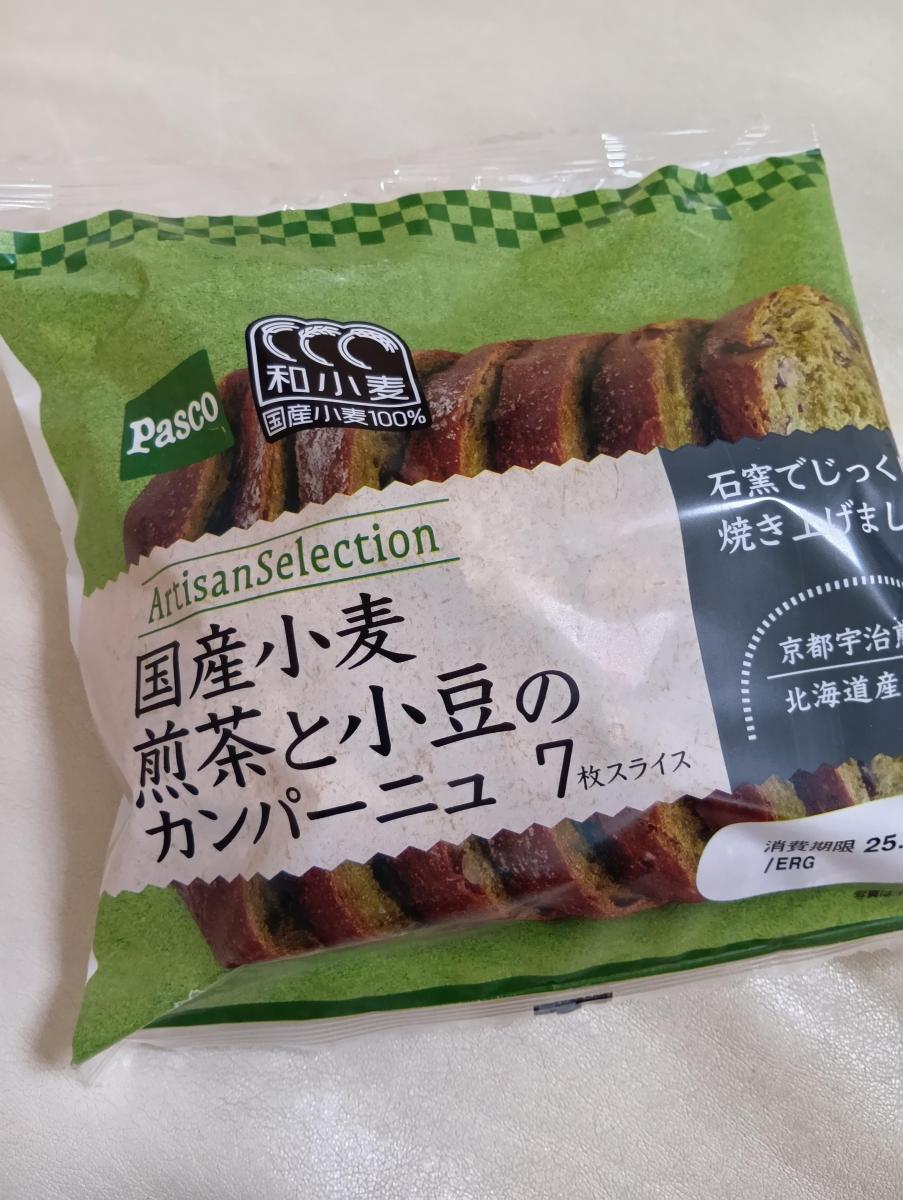 Pasco
和小麦
国産小麦100%
ArtisanSelection
国産小麦
煎茶と小豆の
カンパーニュ 7枚スライス
石窯でじっく
焼き上げまし
京都宇治煎
北海道産
消費期限 25.
/ERG
写真は